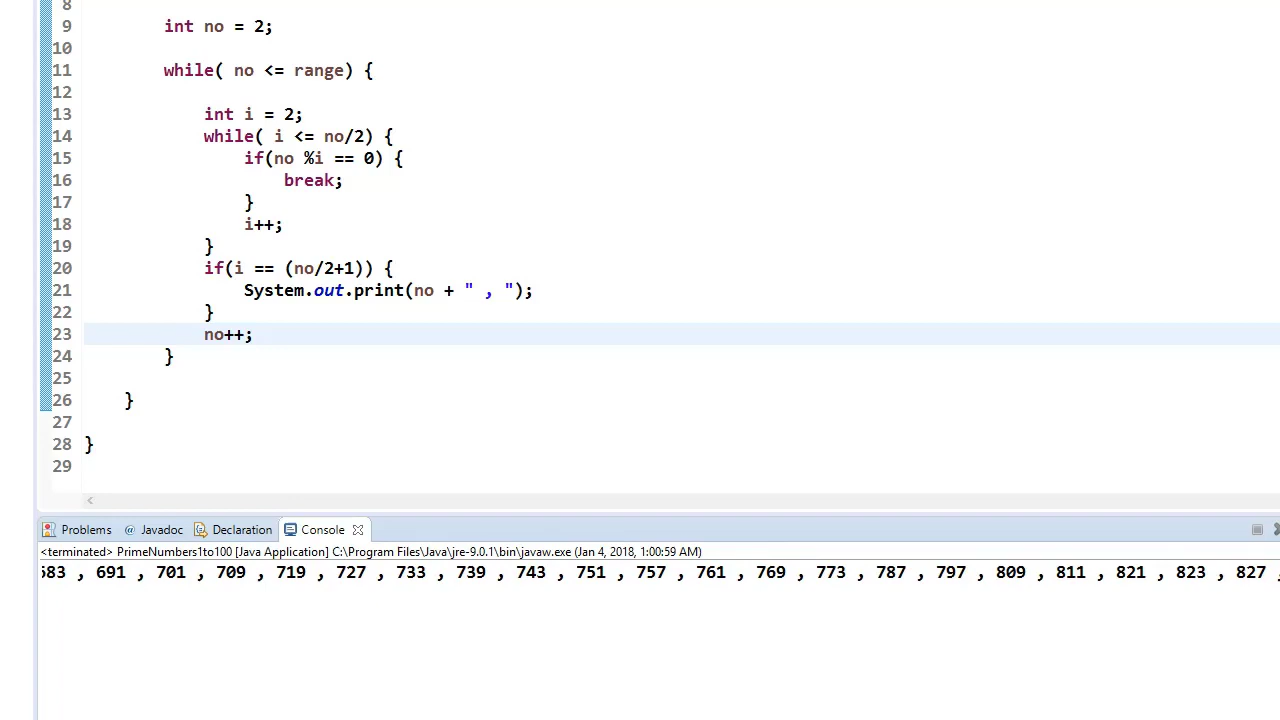 8
9 int no = 2;
10
11 while( no <= range) {
12
13 int i = 2;
14 while( i <= no/2) {
15 if(no %i == 0) {
16 break;
17 }
18 i++;
19 }
20 if(i == (no/2+1)) {
21 System.out.print(no + " , ");
22 }
23 no++;
24 }
25
26 }
27
28 }
29
Problems @ Javadoc Declaration Console
<terminated> PrimeNumbers1to100 [Java Application] C:\Program Files\Java\jre-9.0.1\bin\javaw.exe (Jan 4, 2018, 1:00:59 AM)
683 , 691 , 701 , 709 , 719 , 727 , 733 , 739 , 743 , 751 , 757 , 761 , 769 , 773 , 787 , 797 , 809 , 811 , 821 , 823 , 827 ,